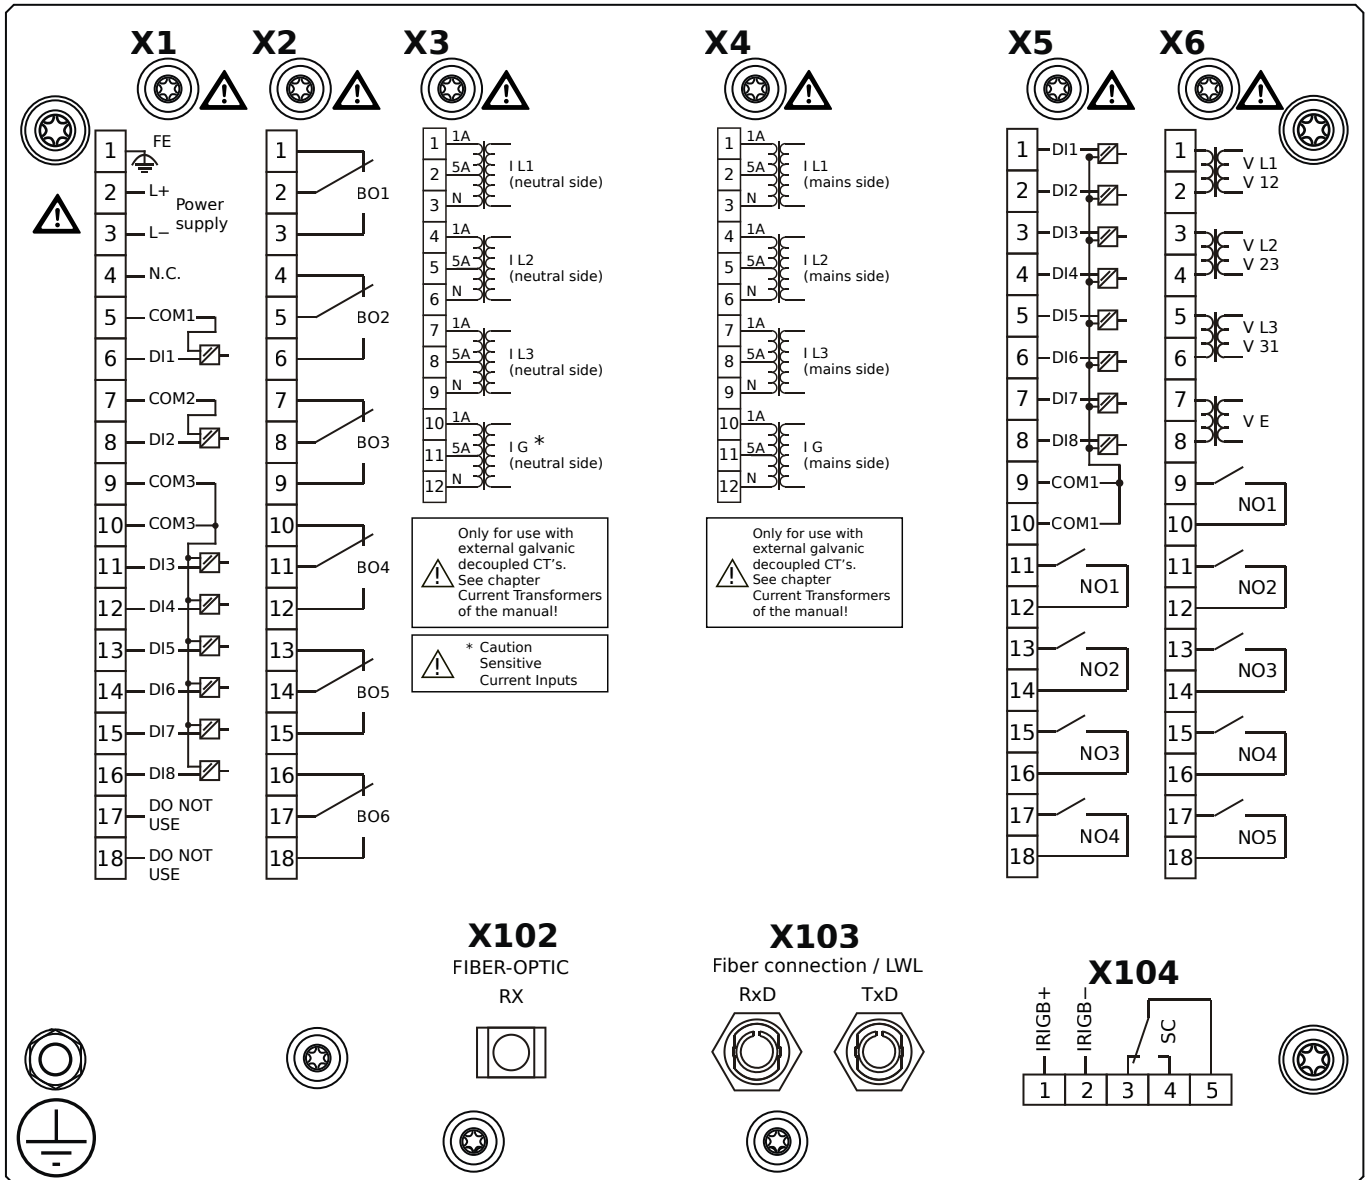 X1
X2
X3
X4
X5
X6
1
FE
2
L+
Power
supply
3
L−
4
N.C.
5
COM1
6
DI1
7
COM2
8
DI2
9
COM3
10
COM3
11
DI3
12
DI4
13
DI5
14
DI6
15
DI7
16
DI8
17
DO NOT
USE
18
DO NOT
USE
1
2
BO1
3
4
5
BO2
6
7
8
BO3
9
10
11
BO4
12
13
14
BO5
15
16
17
BO6
18
1
1A
2
5A
I L1
(neutral side)
3
N
4
1A
5
5A
I L2
(neutral side)
6
N
7
1A
8
5A
I L3
(neutral side)
9
N
10
1A
11
5A
I G *
(neutral side)
12
N
Only for use with
external galvanic
decoupled CT’s.
See chapter
Current Transformers
of the manual!
* Caution
Sensitive
Current Inputs
1
1A
2
5A
I L1
(mains side)
3
N
4
1A
5
5A
I L2
(mains side)
6
N
7
1A
8
5A
I L3
(mains side)
9
N
10
1A
11
5A
I G
(mains side)
12
N
Only for use with
external galvanic
decoupled CT’s.
See chapter
Current Transformers
of the manual!
1
DI1
2
DI2
3
DI3
4
DI4
5
DI5
6
DI6
7
DI7
8
DI8
9
COM1
10
COM1
11
NO1
12
13
NO2
14
15
NO3
16
17
NO4
18
1
V L1
V 12
2
3
V L2
V 23
4
5
V L3
V 31
6
7
V E
8
9
NO1
10
11
NO2
12
13
NO3
14
15
NO4
16
17
NO5
18
X102
FIBER-OPTIC
RX
X103
Fiber connection / LWL
RxD
TxD
X104
IRIGB+
IRIGB−
SC
1
2
3
4
5